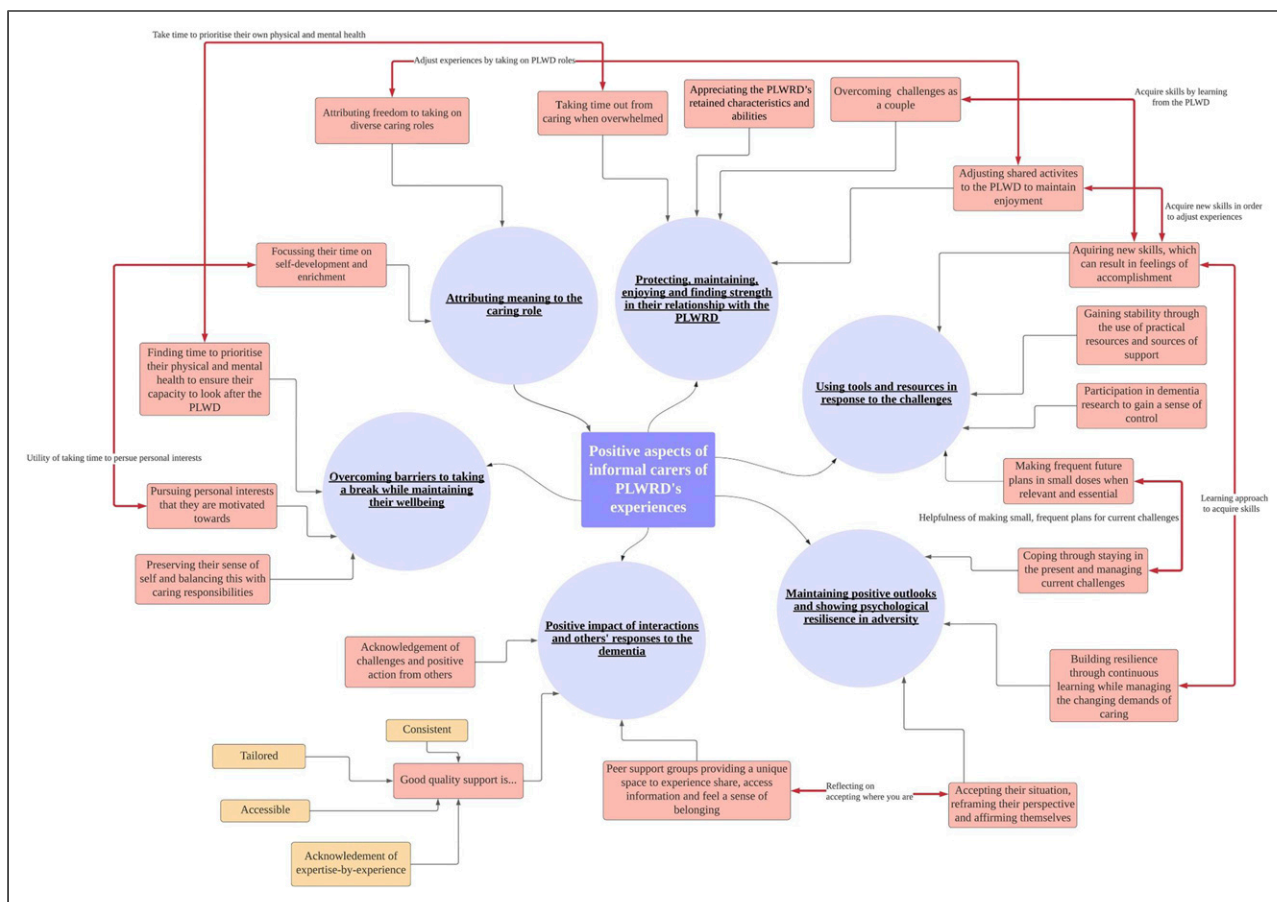 Take time to prioritise their own physical and mental health
Adjust experiences by taking on PLWD roles
Attributing freedom to taking on
diverse caring roles
Taking time out from
caring when overwhelmed
Appreciating the PLWRD's
retained characteristics and
abilities
Overcoming challenges as
a couple
Acquire skills by learning
from the PLWD
Adjusting shared activites
to the PLWD to maintain
enjoyment
Acquire new skills in order
to adjust experiences
Focussing their time on
self-development and
enrichment
Attributing meaning to the
caring role
Protecting, maintaining,
enjoying and finding strength
in their relationship with the
PLWRD
Aquiring new skills, which
can result in feelings of
accomplishment
Gaining stability through
the use of practical
resources and sources of
support
Finding time to prioritise
their physical and mental
health to ensure their
capacity to look after the
PLWD
Using tools and resources in
response to the challenges
Participation in dementia
research to gain a sense of
control
Utility of taking time to persue personal interests
Overcoming barriers to taking
a break while maintaining
their wellbeing
Positive aspects of
informal carers of
PLWRD's
experiences
Making frequent future
plans in small doses when
relevant and essential
Pursuing personal interests
that they are motivated
towards
Helpfulness of making small, frequent plans for current challenges
Learning approach
to acquire skills
Preserving their sense of
self and balancing this with
caring responsibilities
Coping through staying in
the present and managing
current challenges
Maintaining positive outlooks
and showing psychological
resilisence in adversity
Positive impact of interactions
and others' responses to the
dementia
Acknowledgement of
challenges and positive
action from others
Building resilience
through continuous
learning while managing
the changing demands of
caring
Consistent
Tailored
Good quality support is...
Accessible
Acknowledement of
expertise-by-experience
Peer support groups providing a unique
space to experience share, access
information and feel a sense of
belonging
Reflecting on
accepting where you are
Accepting their situation,
reframing their perspective
and affirming themselves